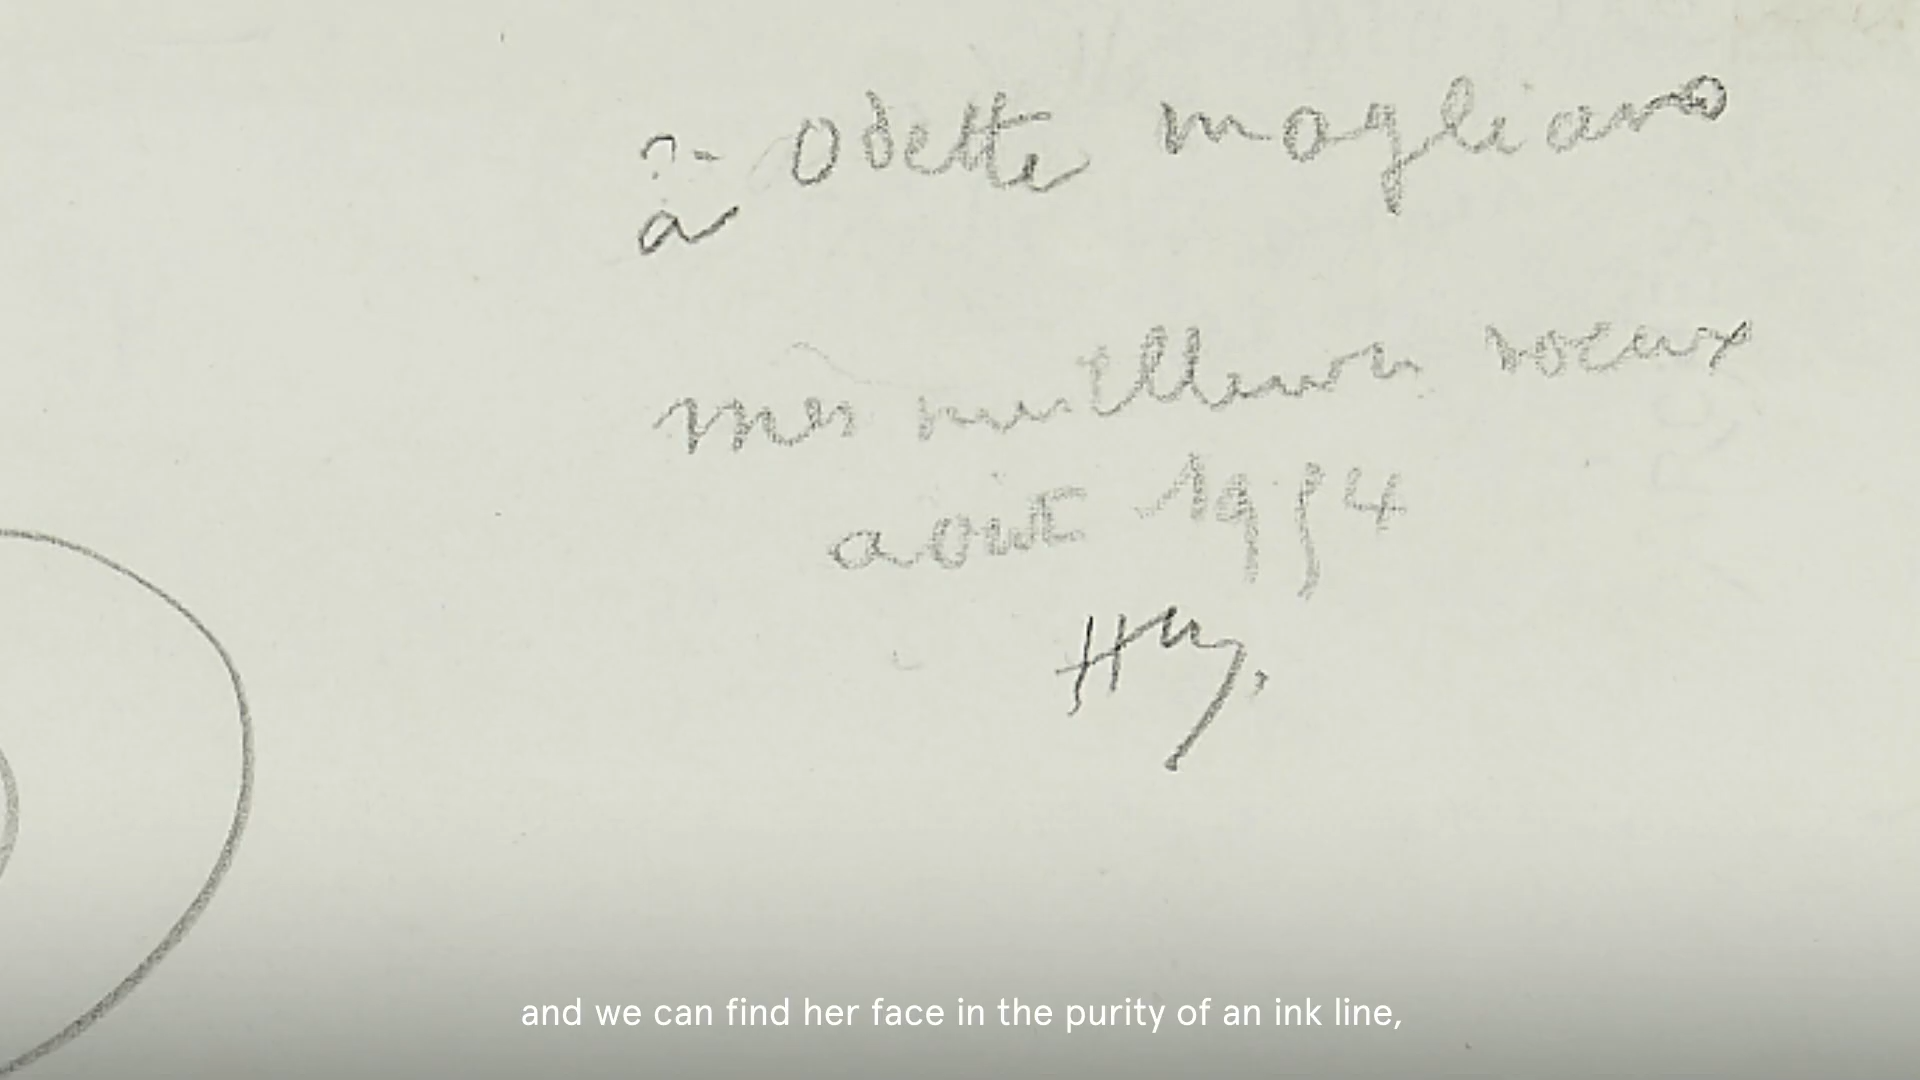 à Odette Magliano
à
mes meilleurs voeux
août 1954
and we can find her face in the purity of an ink line,